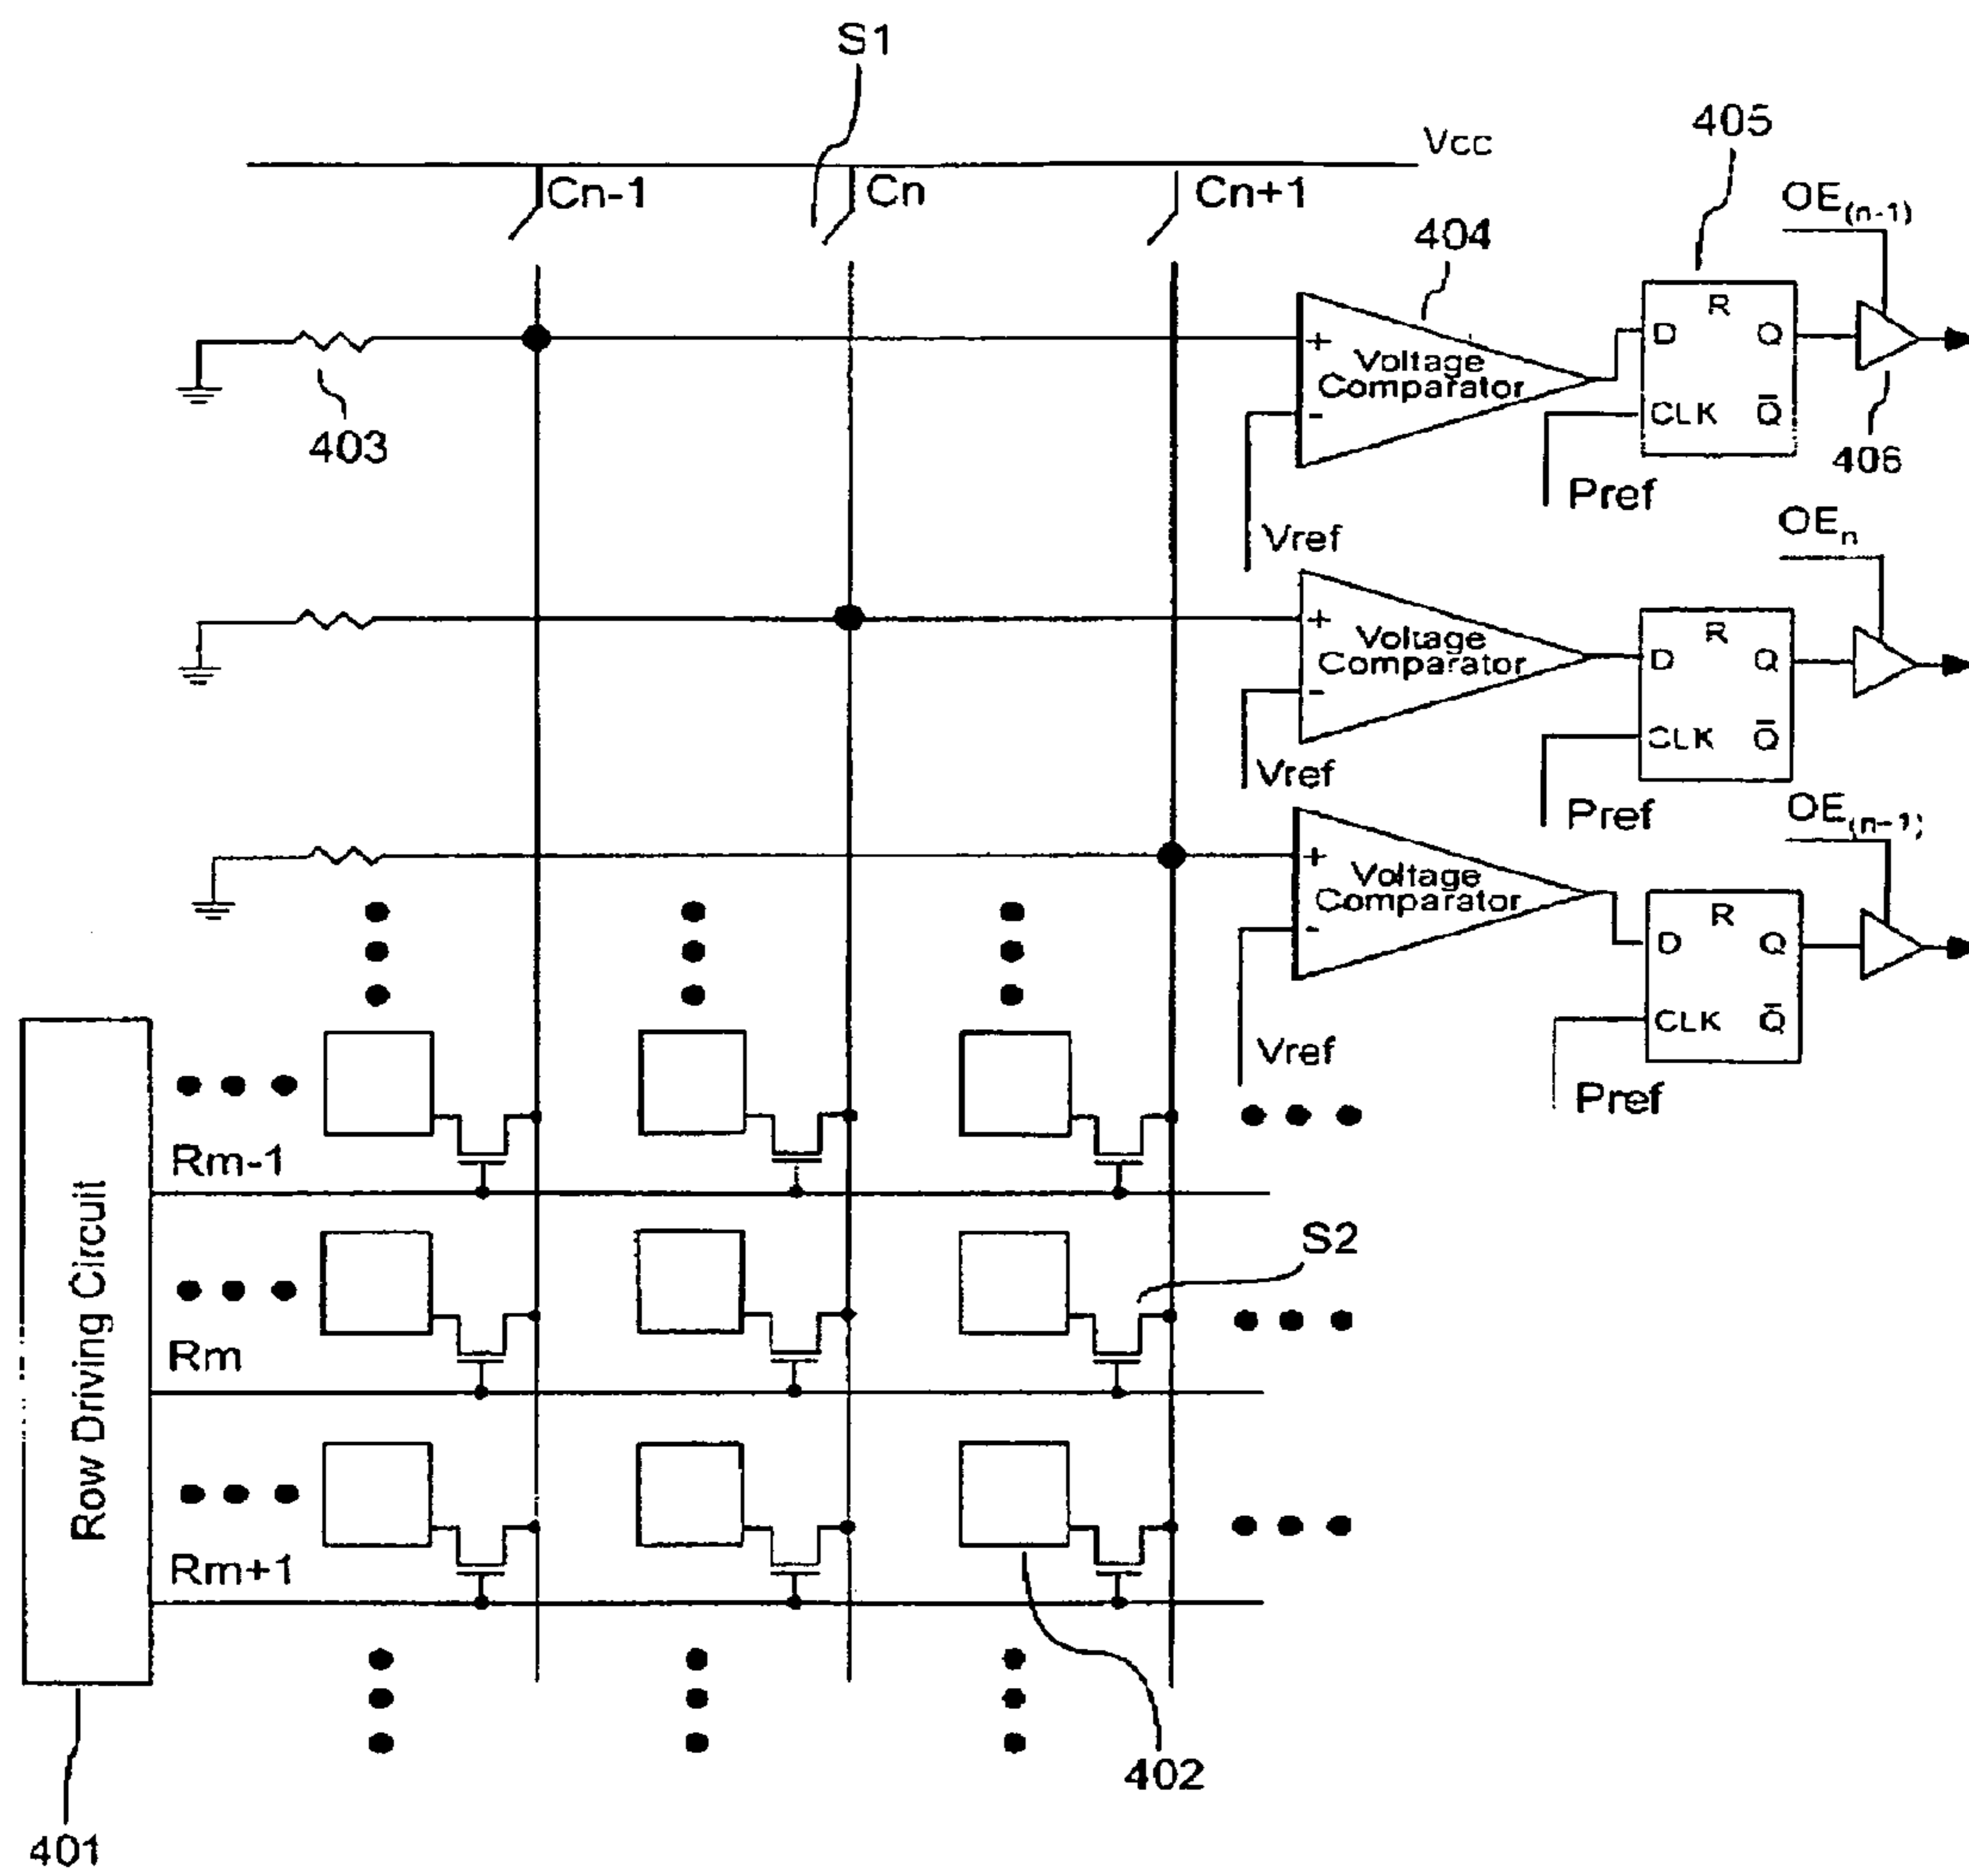 S1
Vcc
Cn-1
Cn
Cn+1
405
OE(n-1)
404
+
Voltage
Comparator
-
Vref
R
D
Q
CLK
Q̅
Pref
406
403
OEn
+
Voltage
Comparator
-
Vref
R
D
Q
CLK
Q̅
Pref
OE(n-1)
+
Voltage
Comparator
-
Vref
R
D
Q
CLK
Q̅
Pref
Row Driving Circuit
Rm-1
S2
Rm
Rm+1
402
401